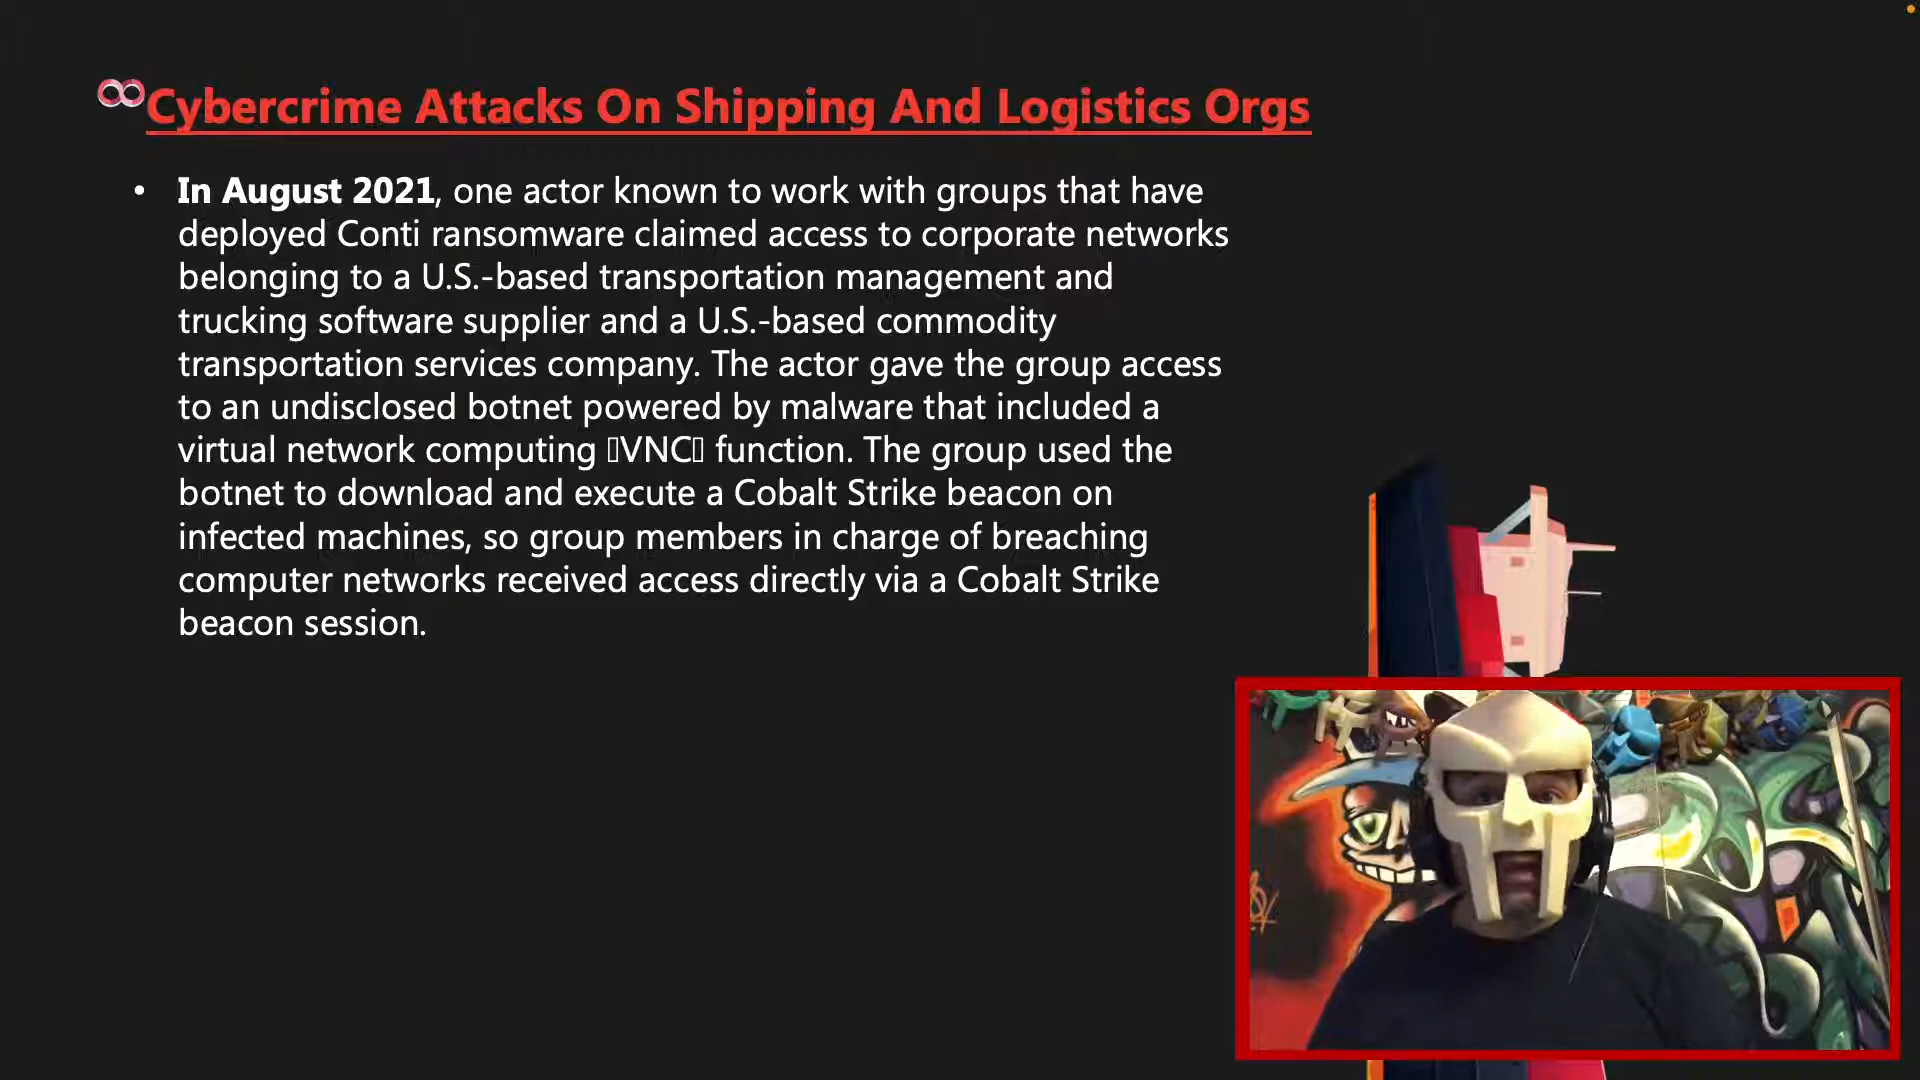 Cybercrime Attacks On Shipping And Logistics Orgs
• In August 2021, one actor known to work with groups that have
deployed Conti ransomware claimed access to corporate networks
belonging to a U.S.-based transportation management and
trucking software supplier and a U.S.-based commodity
transportation services company. The actor gave the group access
to an undisclosed botnet powered by malware that included a
virtual network computing ▯VNC▯ function. The group used the
botnet to download and execute a Cobalt Strike beacon on
infected machines, so group members in charge of breaching
computer networks received access directly via a Cobalt Strike
beacon session.